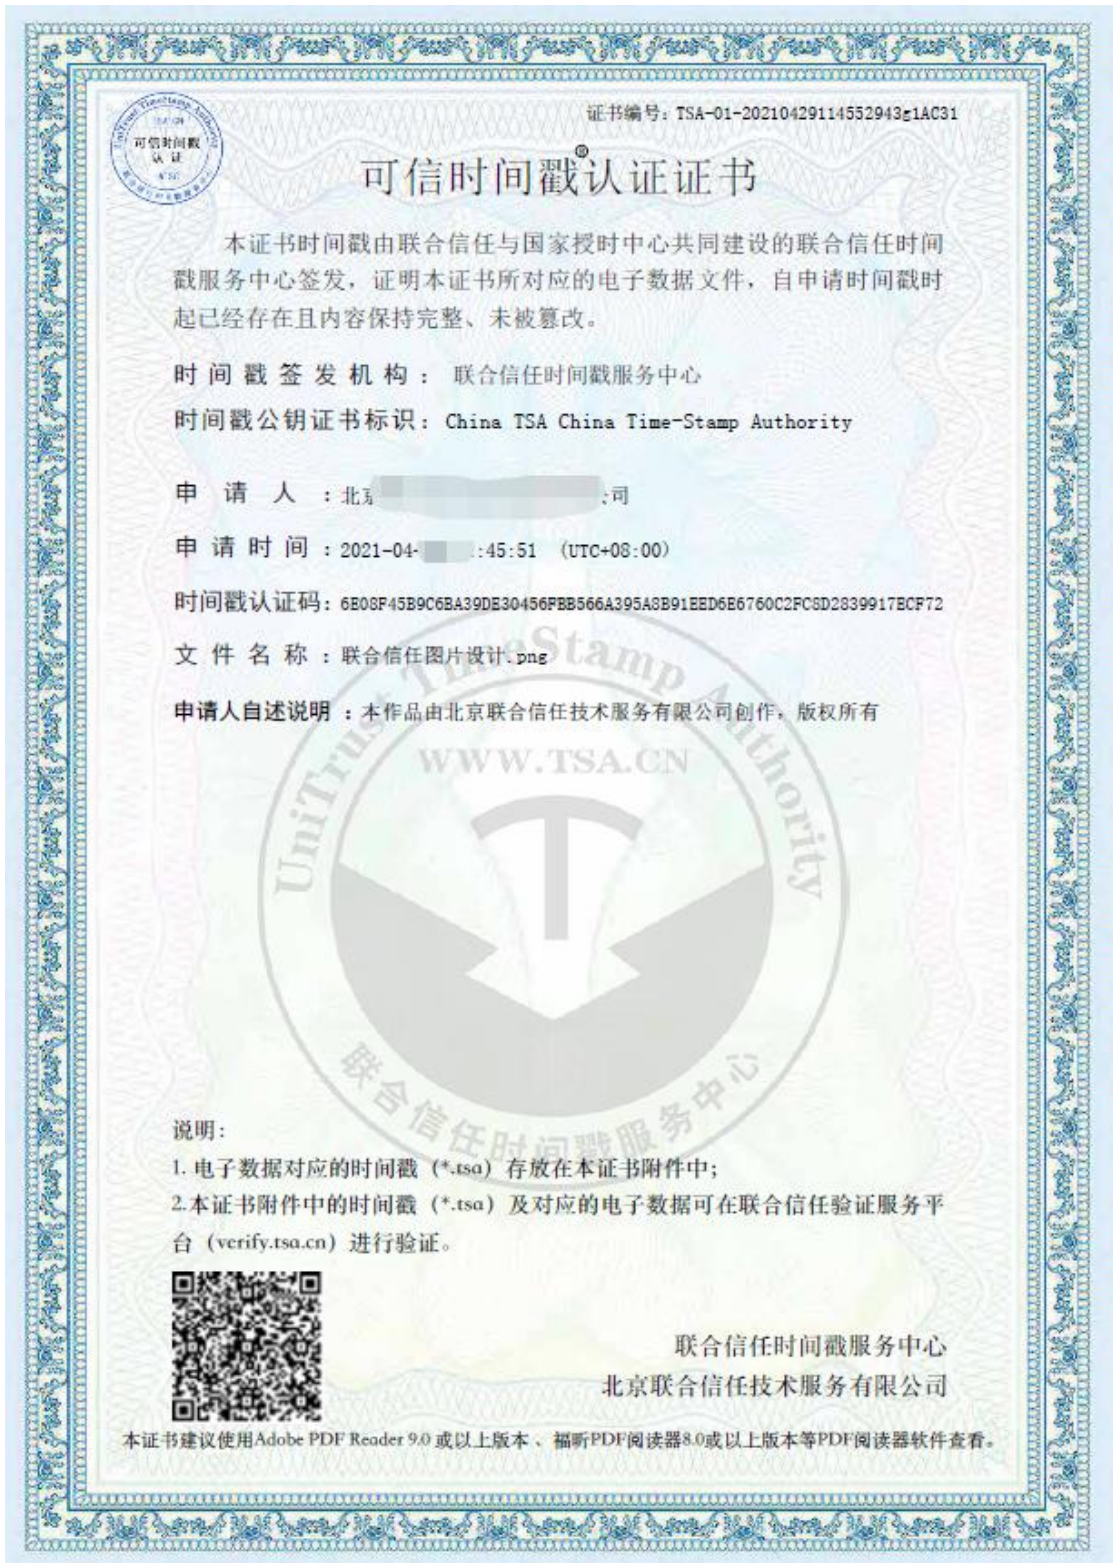 UniTrust TimeStamp Authority
可信时间戳
认 证
证书编号：TSA-01-20210429114552943g1AC31
可信时间戳®认证证书
本证书时间戳由联合信任与国家授时中心共同建设的联合信任时间
戳服务中心签发，证明本证书所对应的电子数据文件，自申请时间戳时
起已经存在且内容保持完整、未被篡改。
时间戳签发机构：联合信任时间戳服务中心
时间戳公钥证书标识：China TSA China Time-Stamp Authority
申请人：北京 司
申请时间：2021-04- :45:51 (UTC+08:00)
时间戳认证码：6E08F45B9C6BA39DE30456FBB566A395A8B91EED6E6760C2FC8D2839917ECF72
文件名称：联合信任图片设计.png
申请人自述说明：本作品由北京联合信任技术服务有限公司创作，版权所有
UniTrust TimeStamp Authority
WWW.TSA.CN
联合信任时间戳服务中心
说明：
1. 电子数据对应的时间戳（*.tsa）存放在本证书附件中；
2.本证书附件中的时间戳（*.tsa）及对应的电子数据可在联合信任验证服务平
台（verify.tsa.cn）进行验证。
联合信任时间戳服务中心
北京联合信任技术服务有限公司
本证书建议使用Adobe PDF Reader 9.0 或以上版本 、福昕PDF阅读器8.0或以上版本等PDF阅读器软件查看。